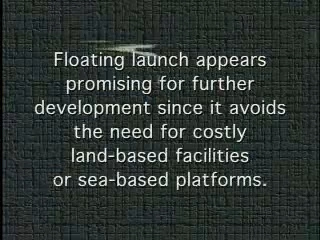 Floating launch appears
promising for further
development since it avoids
the need for costly
land-based facilities
or sea-based platforms.